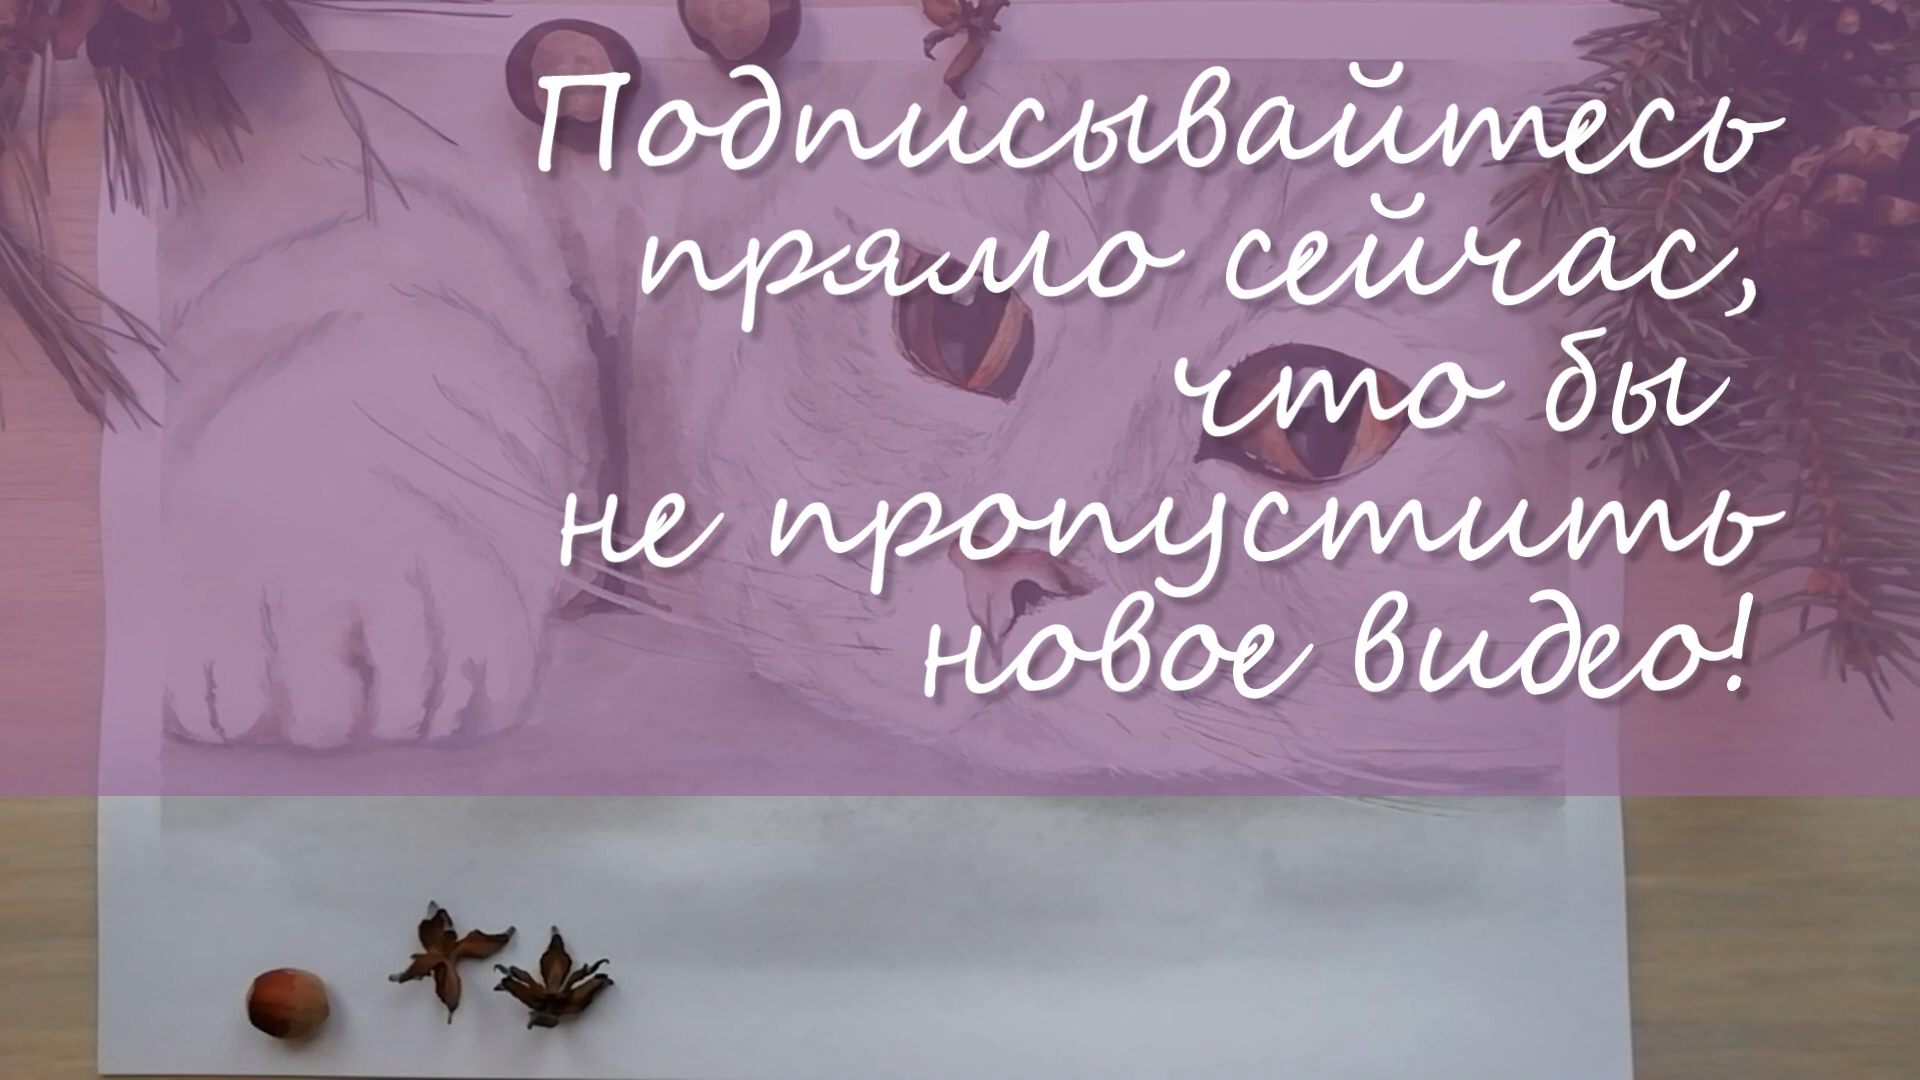 Подписывайтесь
прямо сейчас,
что бы
не пропустить
новое видео!